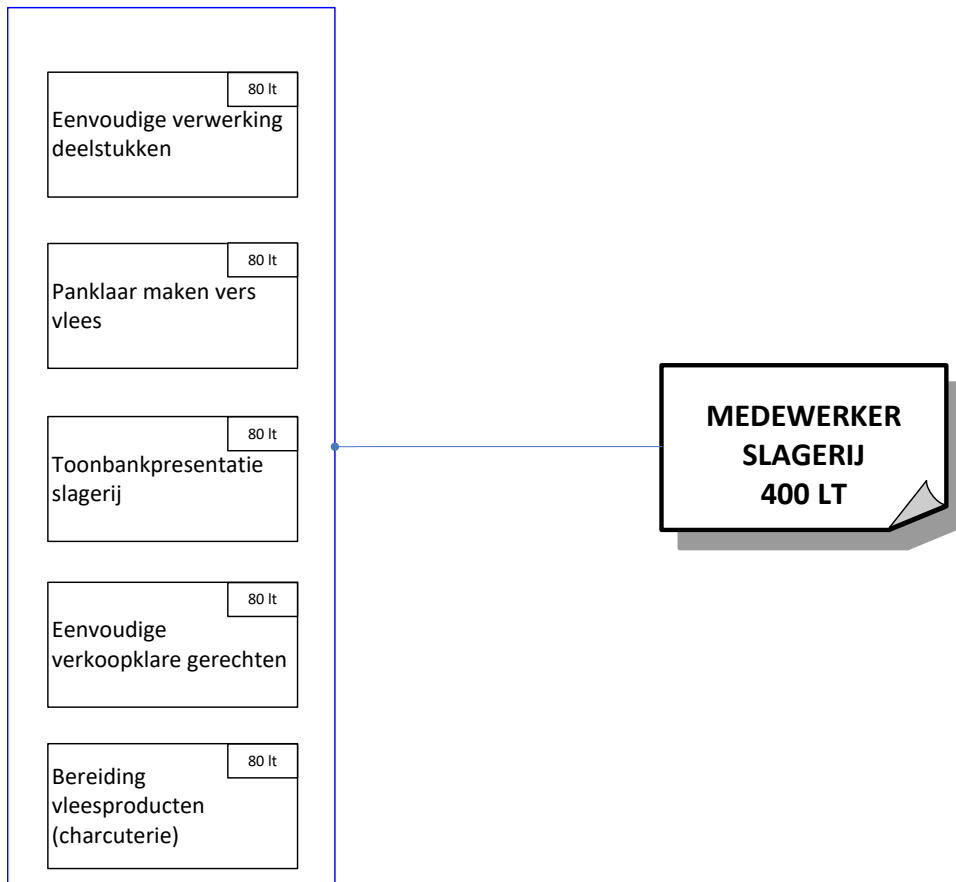 80 lt
Eenvoudige verwerking
deelstukken
80 lt
Panklaar maken vers
vlees
80 lt
Toonbankpresentatie
slagerij
80 lt
Eenvoudige
verkoopklare gerechten
80 lt
Bereiding
vleesproducten
(charcuterie)
MEDEWERKER
SLAGERIJ
400 LT